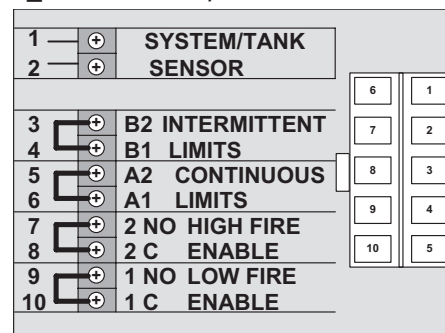 1 SYSTEM/TANK
2 SENSOR
3 B2 INTERMITTENT
4 B1 LIMITS
5 A2 CONTINUOUS
6 A1 LIMITS
7 2 NO HIGH FIRE
8 2 C ENABLE
9 1 NO LOW FIRE
10 1 C ENABLE
6 1
7 2
8 3
9 4
10 5